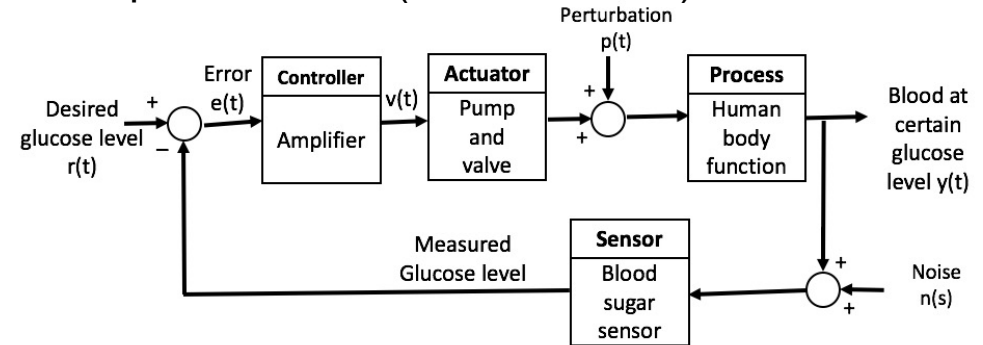 Perturbation
p(t)
Error
e(t)
Controller
Amplifier
v(t)
Actuator
Pump
and
valve
+
+
Process
Human
body
function
Desired
glucose level
r(t)
+
−
Blood at
certain
glucose
level y(t)
Measured
Glucose level
Sensor
Blood
sugar
sensor
+
+
Noise
n(s)